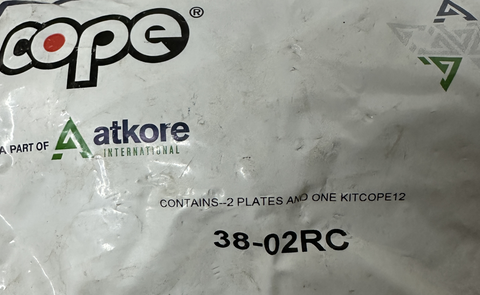 cope®
A PART OF atkore
INTERNATIONAL
CONTAINS--2 PLATES AND ONE KITCOPE12
38-02RC